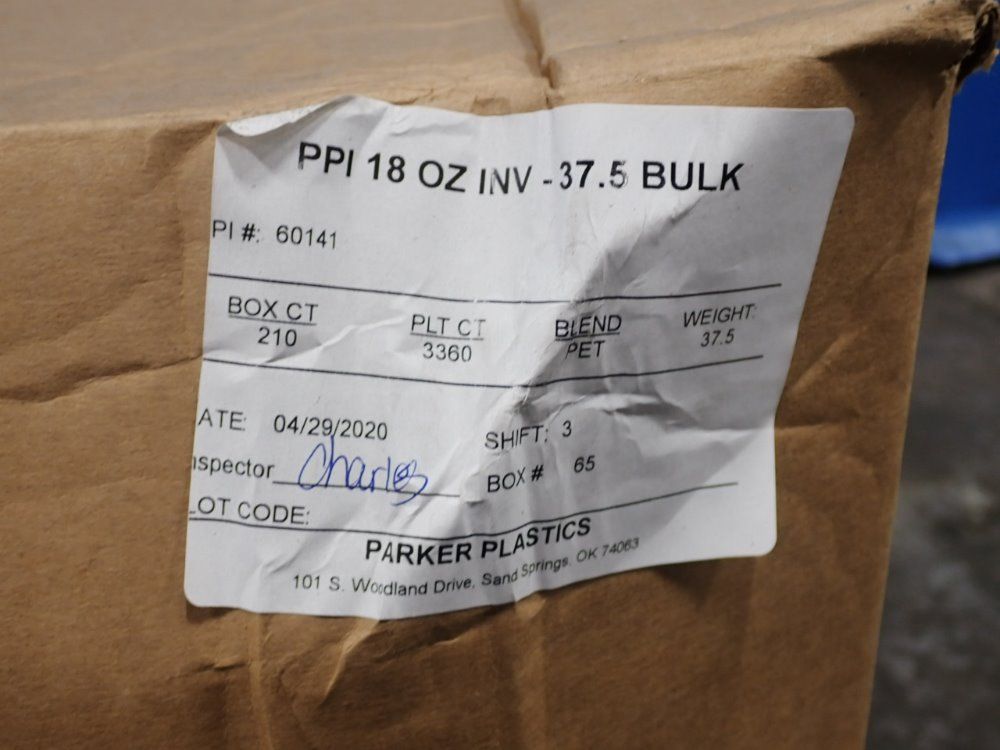 PPI 18 OZ INV - 37.5 BULK
PI #: 60141
BOX CT PLT CT BLEND WEIGHT:
210 3360 PET 37.5
ATE: 04/29/2020 SHIFT: 3
nspector Charles BOX # 65
LOT CODE:
PARKER PLASTICS
101 S. Woodland Drive, Sand Springs, OK 74063